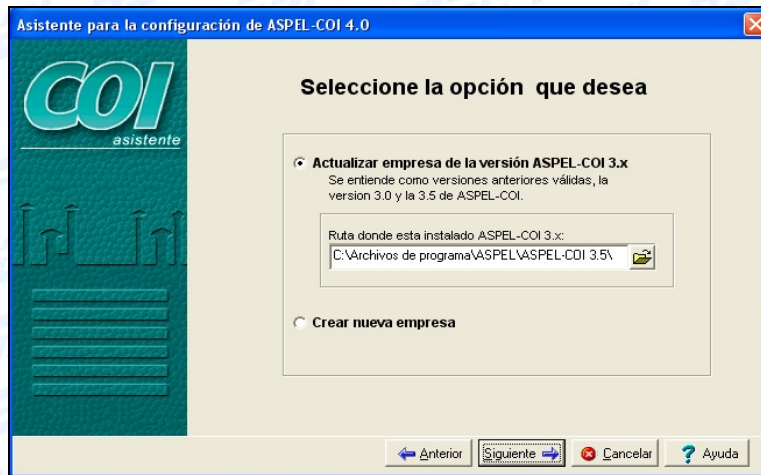 Asistente para la configuración de ASPEL-COI 4.0
COI
asistente
Seleccione la opción que desea
Actualizar empresa de la versión ASPEL-COI 3.x
Se entiende como versiones anteriores válidas, la
version 3.0 y la 3.5 de ASPEL-COI.
Ruta donde esta instalado ASPEL-COI 3.x:
C:\Archivos de programa\ASPEL\ASPEL-COI 3.5\
Crear nueva empresa
Anterior Siguiente Cancelar Ayuda